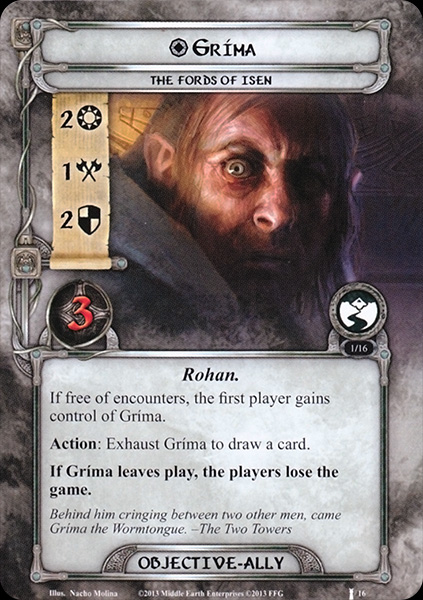 Gríma
THE FORDS OF ISEN
2
1
2
3
1/16
Rohan.
If free of encounters, the first player gains
control of Gríma.
Action: Exhaust Gríma to draw a card.
If Gríma leaves play, the players lose the
game.
Behind him cringing between two other men, came
Gríma the Wormtongue. –The Two Towers
OBJECTIVE-ALLY
Illus. Nacho Molina ©2013 Middle Earth Enterprises ©2013 FFG 16